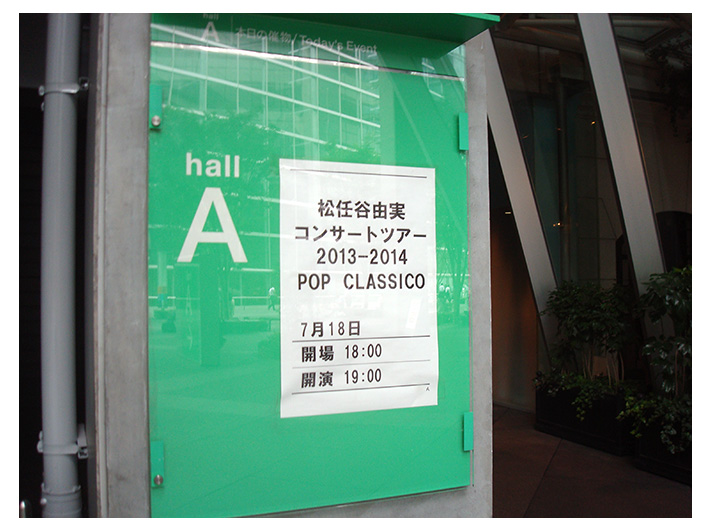 hall
A 本日の催物/Today's Event
hall
A
松任谷由実
コンサートツアー
2013-2014
POP CLASSICO
7月18日
開場 18:00
開演 19:00